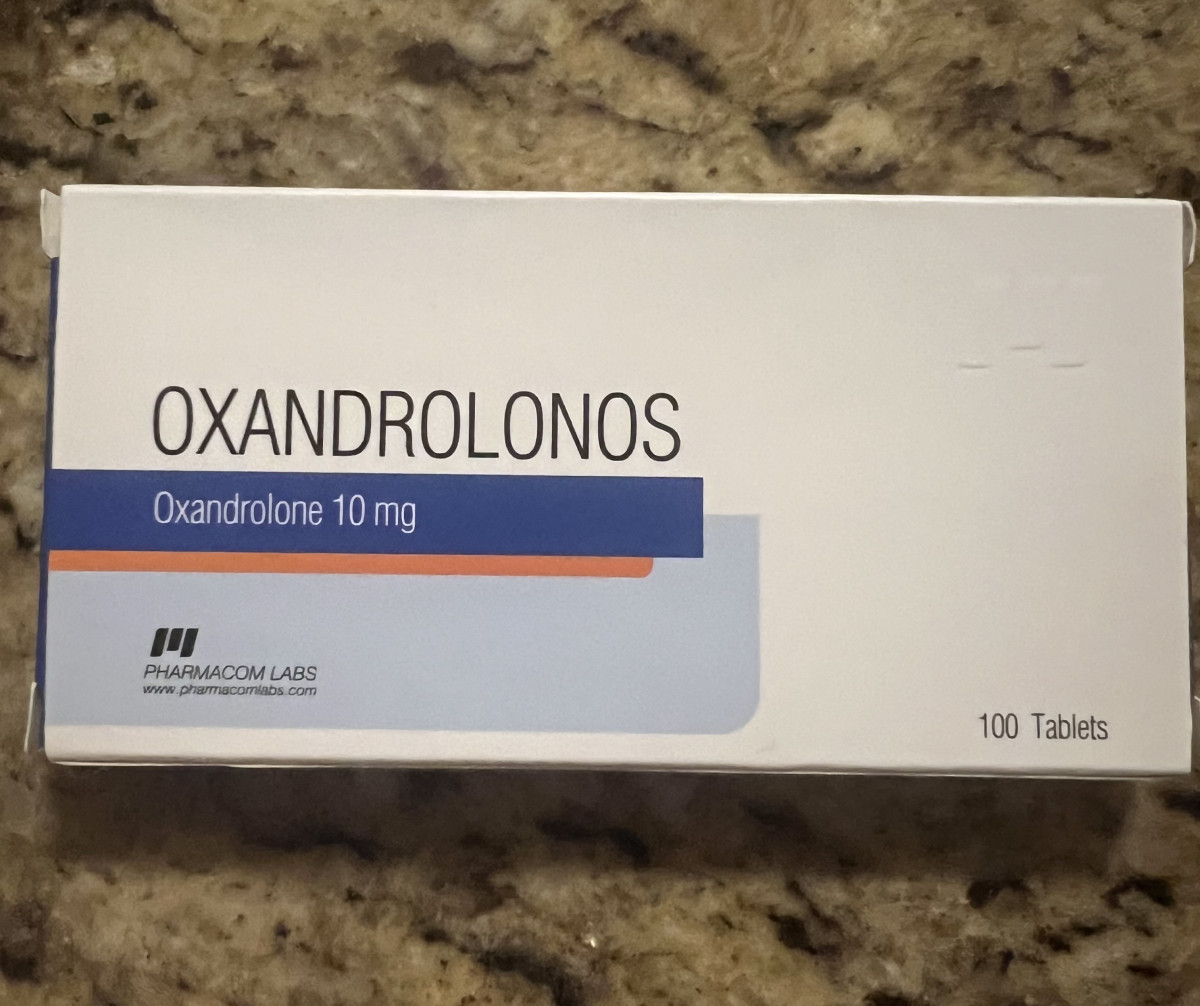 OXANDROLONOS
Oxandrolone 10 mg
PHARMACOM LABS
www.pharmacomlabs.com
100 Tablets